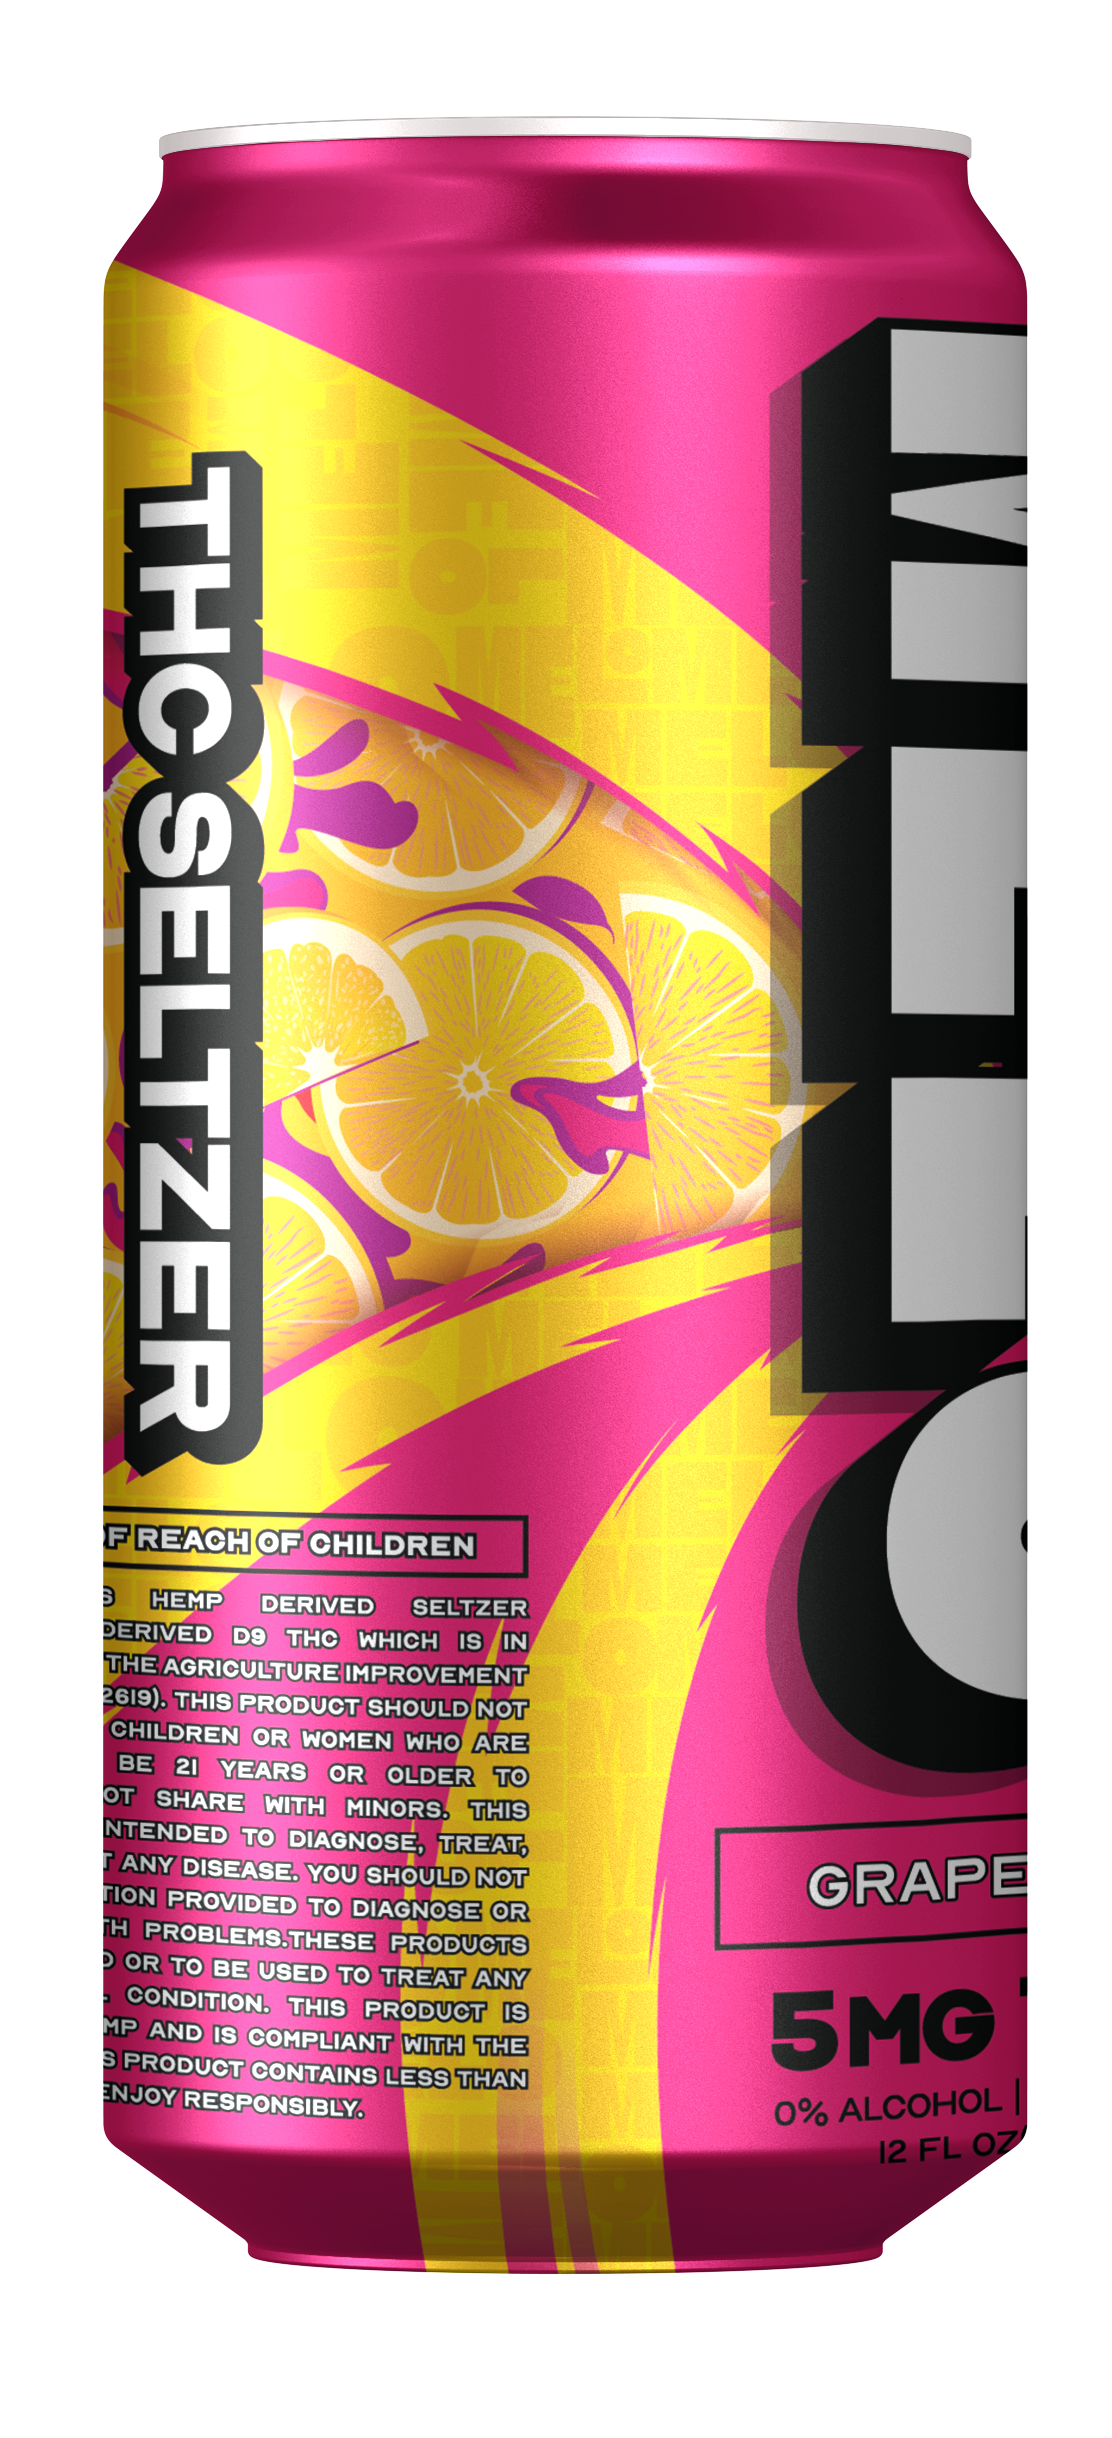 THC SELTZER
OF REACH OF CHILDREN
HEMP DERIVED SELTZER
DERIVED D9 THC WHICH IS IN
THE AGRICULTURE IMPROVEMENT
2619). THIS PRODUCT SHOULD NOT
CHILDREN OR WOMEN WHO ARE
BE 21 YEARS OR OLDER TO
SHARE WITH MINORS. THIS
NTENDED TO DIAGNOSE, TREAT,
ANY DISEASE. YOU SHOULD NOT
TION PROVIDED TO DIAGNOSE OR
TH PROBLEMS.THESE PRODUCTS
OR TO BE USED TO TREAT ANY
CONDITION. THIS PRODUCT IS
MP AND IS COMPLIANT WITH THE
S PRODUCT CONTAINS LESS THAN
ENJOY RESPONSIBLY.
GRAPE
5MG
0% ALCOHOL |
12 FL OZ